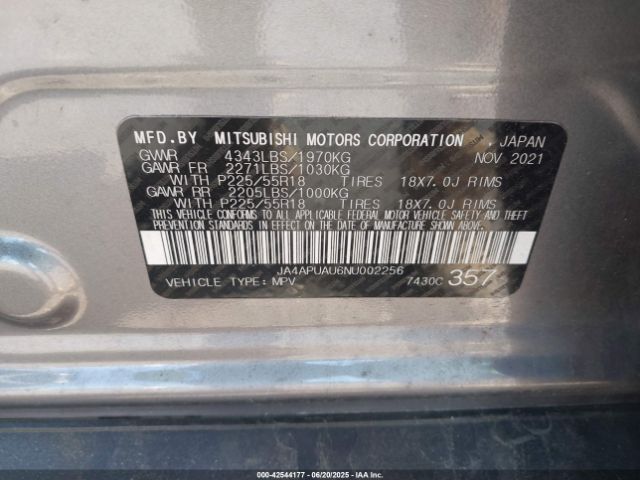 MFD.BY MITSUBISHI MOTORS CORPORATION , JAPAN
GVWR 4343LBS/1970KG NOV 2021
GAWR FR 2271LBS/1030KG
WITH P225/55R18 TIRES 18X7.0J RIMS
GAWR RR 2205LBS/1000KG
WITH P225/55R18 TIRES 18X7.0J RIMS
THIS VEHICLE CONFORMS TO ALL APPLICABLE FEDERAL MOTOR VEHICLE SAFETY AND THEFT
PREVENTION STANDARDS IN EFFECT ON THE DATE OF MANUFACTURE SHOWN ABOVE.
JA4APUAU6NU002256
VEHICLE TYPE: MPV 7430C 357
00-42544177 | 06/20/2025 | IAAI.COM